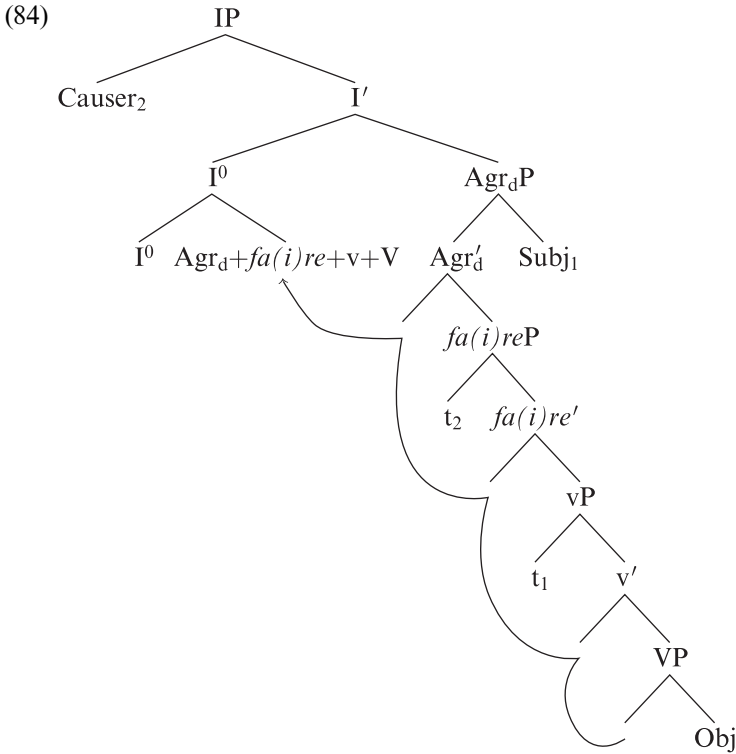 (84) IP
Causer₂ I′
I⁰ AgrdP
I⁰ Agrd+fa(i)re+v+V Agr′d Subj₁
fa(i)reP
t₂ fa(i)re′
vP
t₁ v′
VP
Obj